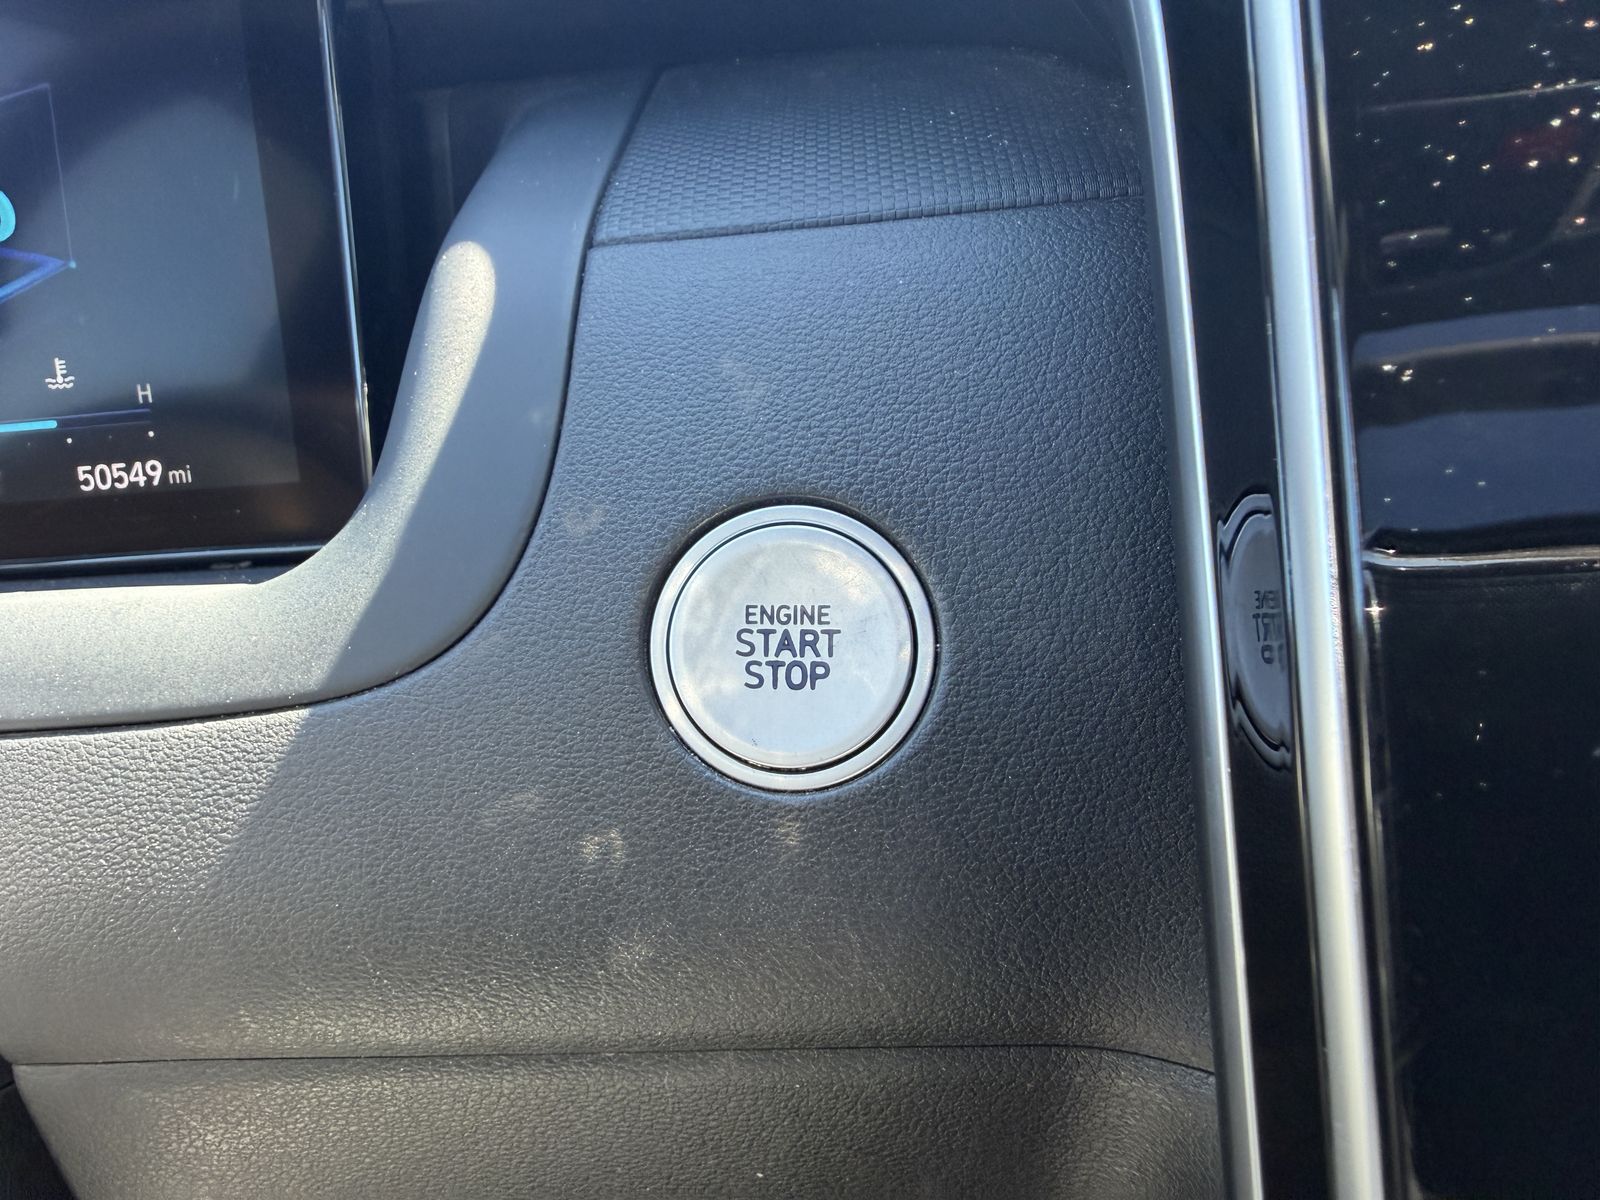 H
50549 mi
ENGINE
START
STOP